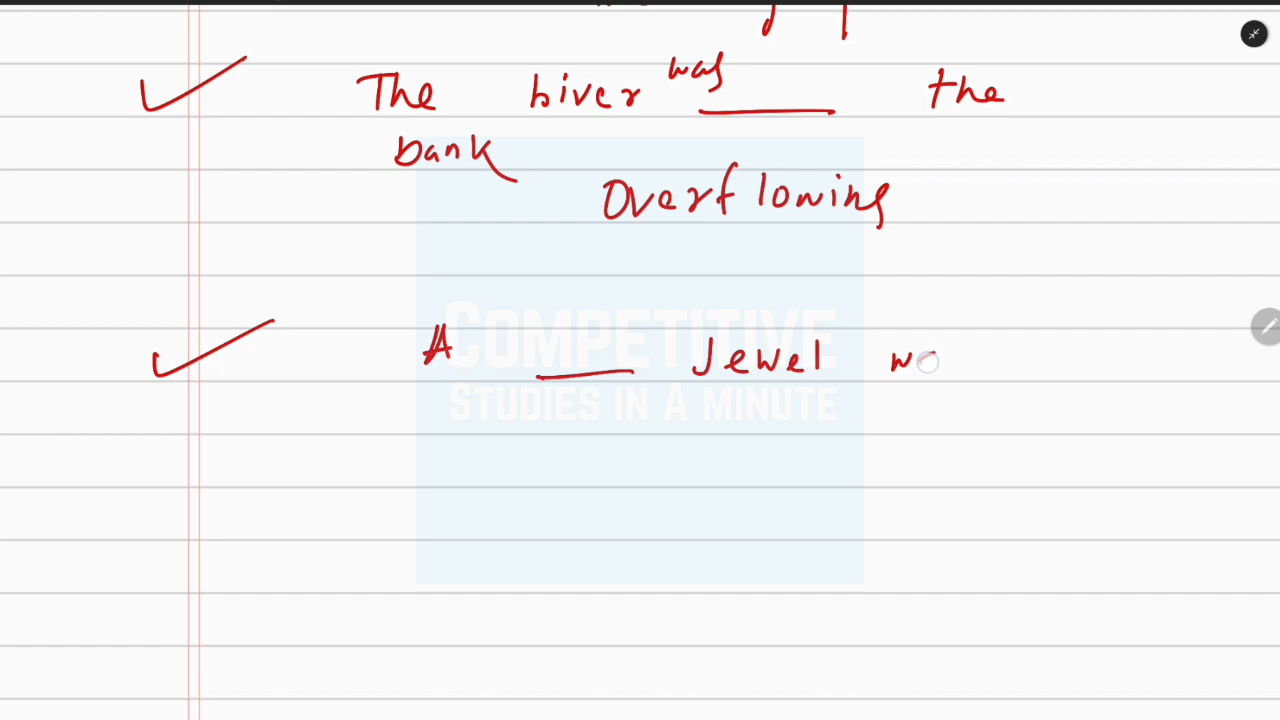 The river was ____ the
bank
Overflowing
COMPETITIVE
STUDIES IN A MINUTE
A ____ Jewel w